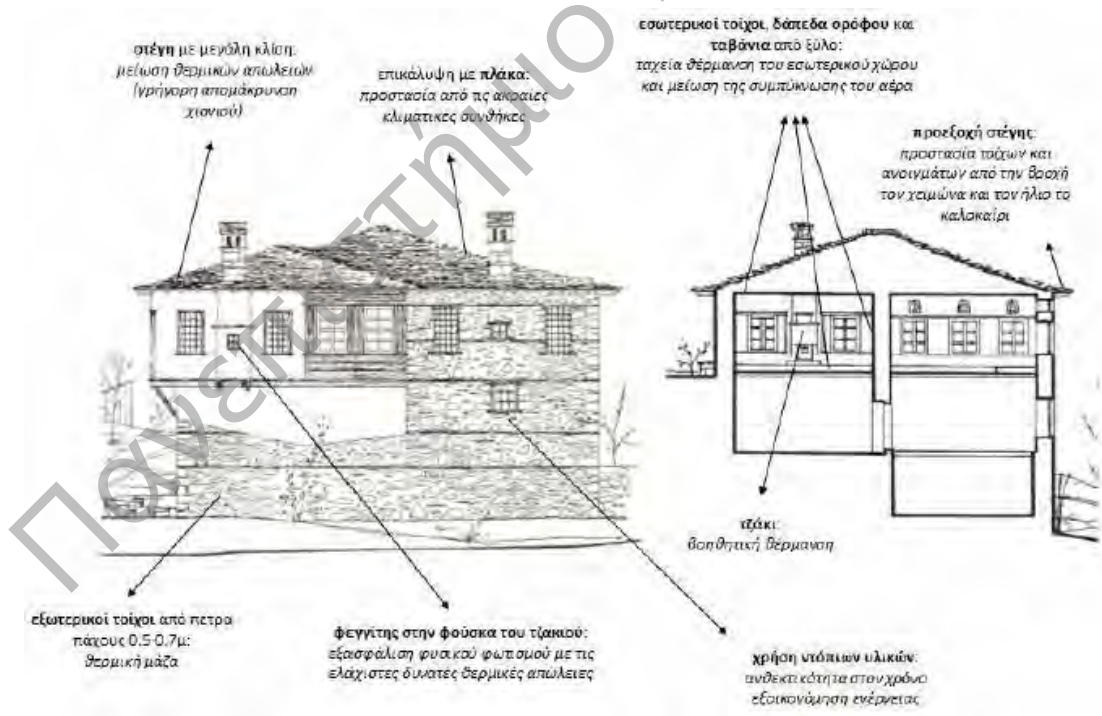 στέγη με μεγάλη κλίση:
μείωση θερμικών απωλειών
(γρήγορη απομάκρυνση
χιονιού)
επικάλυψη με πλάκα:
προστασία από τις ακραίες
κλιματικες συνθήκες
εσωτερικοί τοίχοι, δάπεδα ορόφου και
ταβάνια από ξύλο:
ταχεία θέρμανση του εσωτερικού χώρου
και μείωση της συμπύκνωσης του αέρα
προεξοχή στέγης:
προστασία τοίχων και
ανοιγμάτων από την βροχή
τον χειμώνα και τον ήλιο το
καλοκαίρι
τζάκι:
βοηθητική θέρμανση
εξωτερικοί τοίχοι από πετρα
πάχους 0.5-0.7μ:
θερμική μάζα
φεγγίτης στην φούσκα του τζακιού:
εξασφάλιση φυσικού φωτισμού με τις
ελάχιστες δυνατές θερμικές απώλειες
χρήση ντόπιων υλικών:
ανθεκτικότητα στον χρόνο
εξοικονόμηση ενέργειας
Πανεπιστήμιο